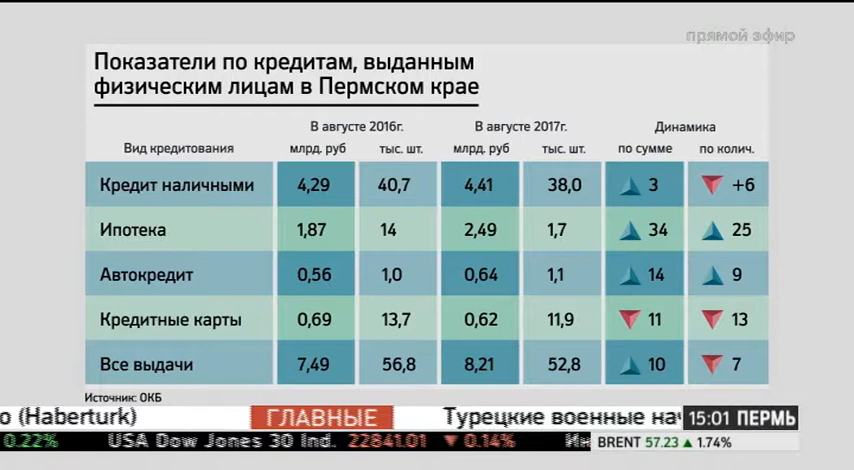 прямой эфир
Показатели по кредитам, выданным
физическим лицам в Пермском крае
В августе 2016г. В августе 2017г. Динамика
Вид кредитования млрд. руб тыс. шт. млрд. руб тыс. шт. по сумме по колич.
Кредит наличными 4,29 40,7 4,41 38,0 3 +6
Ипотека 1,87 14 2,49 1,7 34 25
Автокредит 0,56 1,0 0,64 1,1 14 9
Кредитные карты 0,69 13,7 0,62 11,9 11 13
Все выдачи 7,49 56,8 8,21 52,8 10 7
Источник: ОКБ
о (Haberturk) ГЛАВНЫЕ Турецкие военные нач 15:01 ПЕРМЬ
0.22% USA Dow Jones 30 Ind. 22841.01 ▼ 0.14% Ин BRENT 57.23 ▲ 1.74%